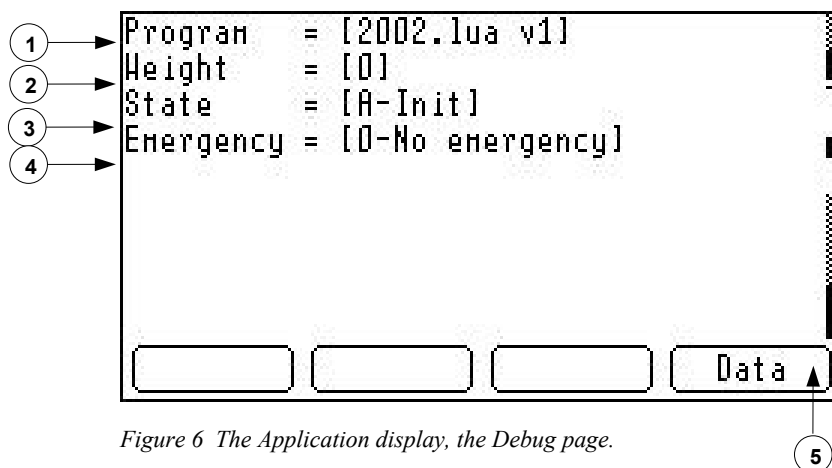 1 Program = [2002.lua v1]
2 Weight = [0]
3 State = [A-Init]
4 Emergency = [0-No emergency]
Data
5
Figure 6 The Application display, the Debug page.